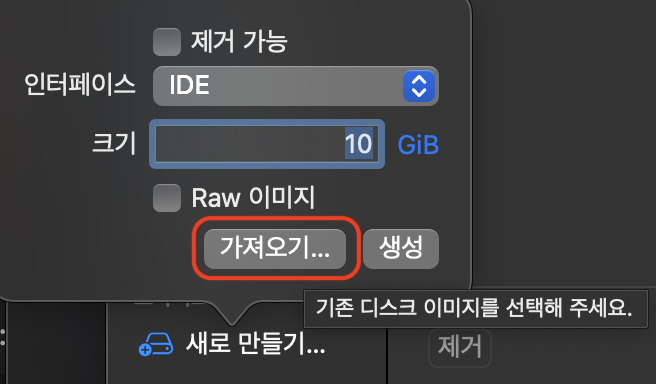 제거 가능
인터페이스 IDE
크기 10 GiB
Raw 이미지
가져오기... 생성
기존 디스크 이미지를 선택해 주세요.
새로 만들기... 제거